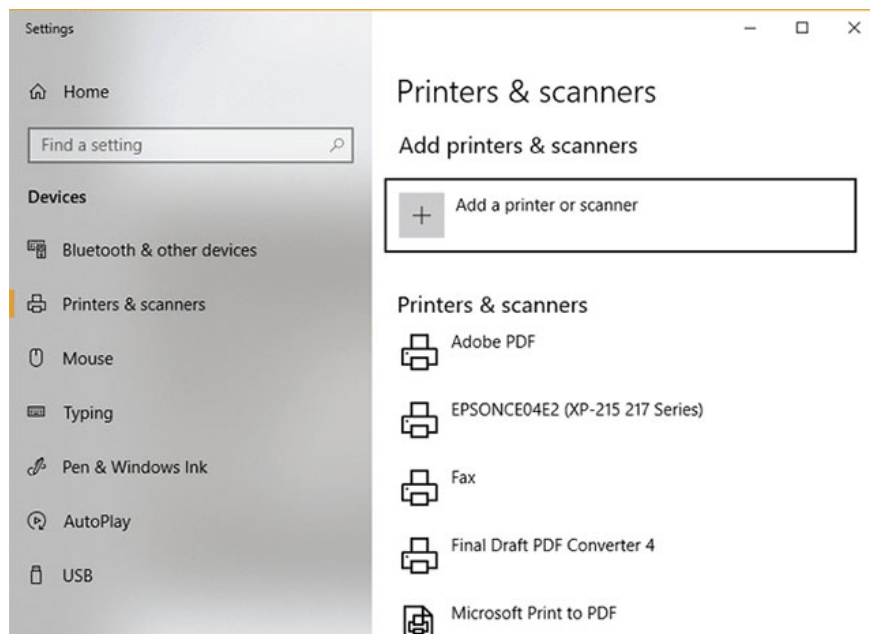 Settings
Home
Find a setting
Devices
Bluetooth & other devices
Printers & scanners
Mouse
Typing
Pen & Windows Ink
AutoPlay
USB
Printers & scanners
Add printers & scanners
Add a printer or scanner
Printers & scanners
Adobe PDF
EPSONCE04E2 (XP-215 217 Series)
Fax
Final Draft PDF Converter 4
Microsoft Print to PDF